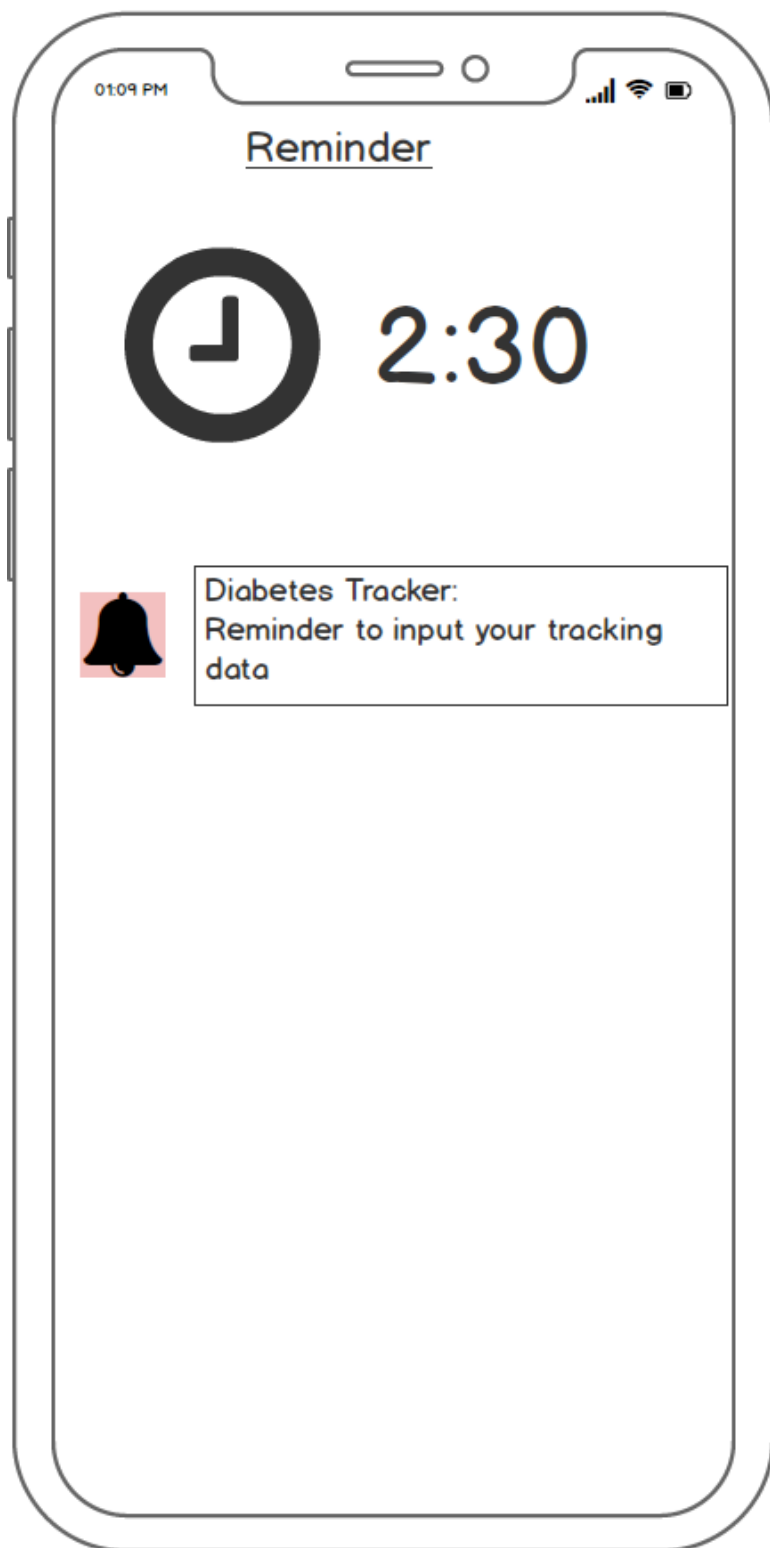 01:09 PM
Reminder
2:30
Diabetes Tracker:
Reminder to input your tracking
data